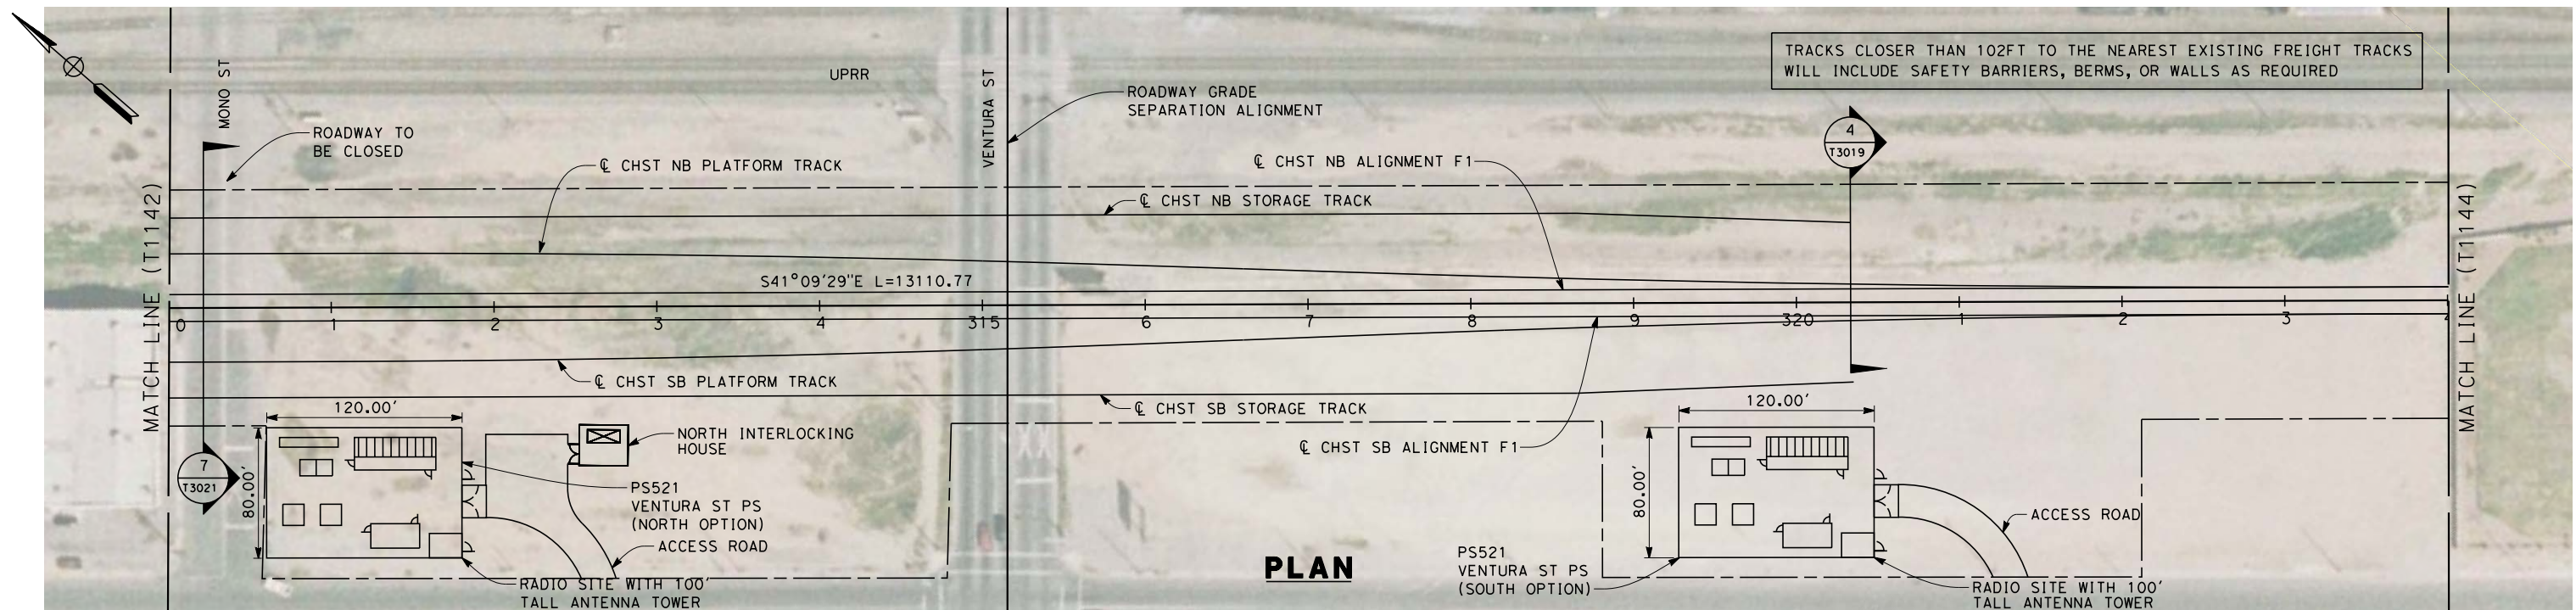 TRACKS CLOSER THAN 102FT TO THE NEAREST EXISTING FREIGHT TRACKS
WILL INCLUDE SAFETY BARRIERS, BERMS, OR WALLS AS REQUIRED
MONO ST
UPRR
VENTURA ST
ROADWAY GRADE
SEPARATION ALIGNMENT
ROADWAY TO
BE CLOSED
4
T3019
℄ CHST NB PLATFORM TRACK
℄ CHST NB ALIGNMENT F1
℄ CHST NB STORAGE TRACK
MATCH LINE (T1142)
MATCH LINE (T1144)
S41°09'29"E L=13110.77
0 1 2 3 4 315 6 7 8 9 320 1 2 3
℄ CHST SB PLATFORM TRACK
℄ CHST SB STORAGE TRACK
℄ CHST SB ALIGNMENT F1
120.00'
80.00'
7
T3021
NORTH INTERLOCKING
HOUSE
PS521
VENTURA ST PS
(NORTH OPTION)
ACCESS ROAD
RADIO SITE WITH 100'
TALL ANTENNA TOWER
PLAN
120.00'
80.00'
ACCESS ROAD
PS521
VENTURA ST PS
(SOUTH OPTION)
RADIO SITE WITH 100'
TALL ANTENNA TOWER